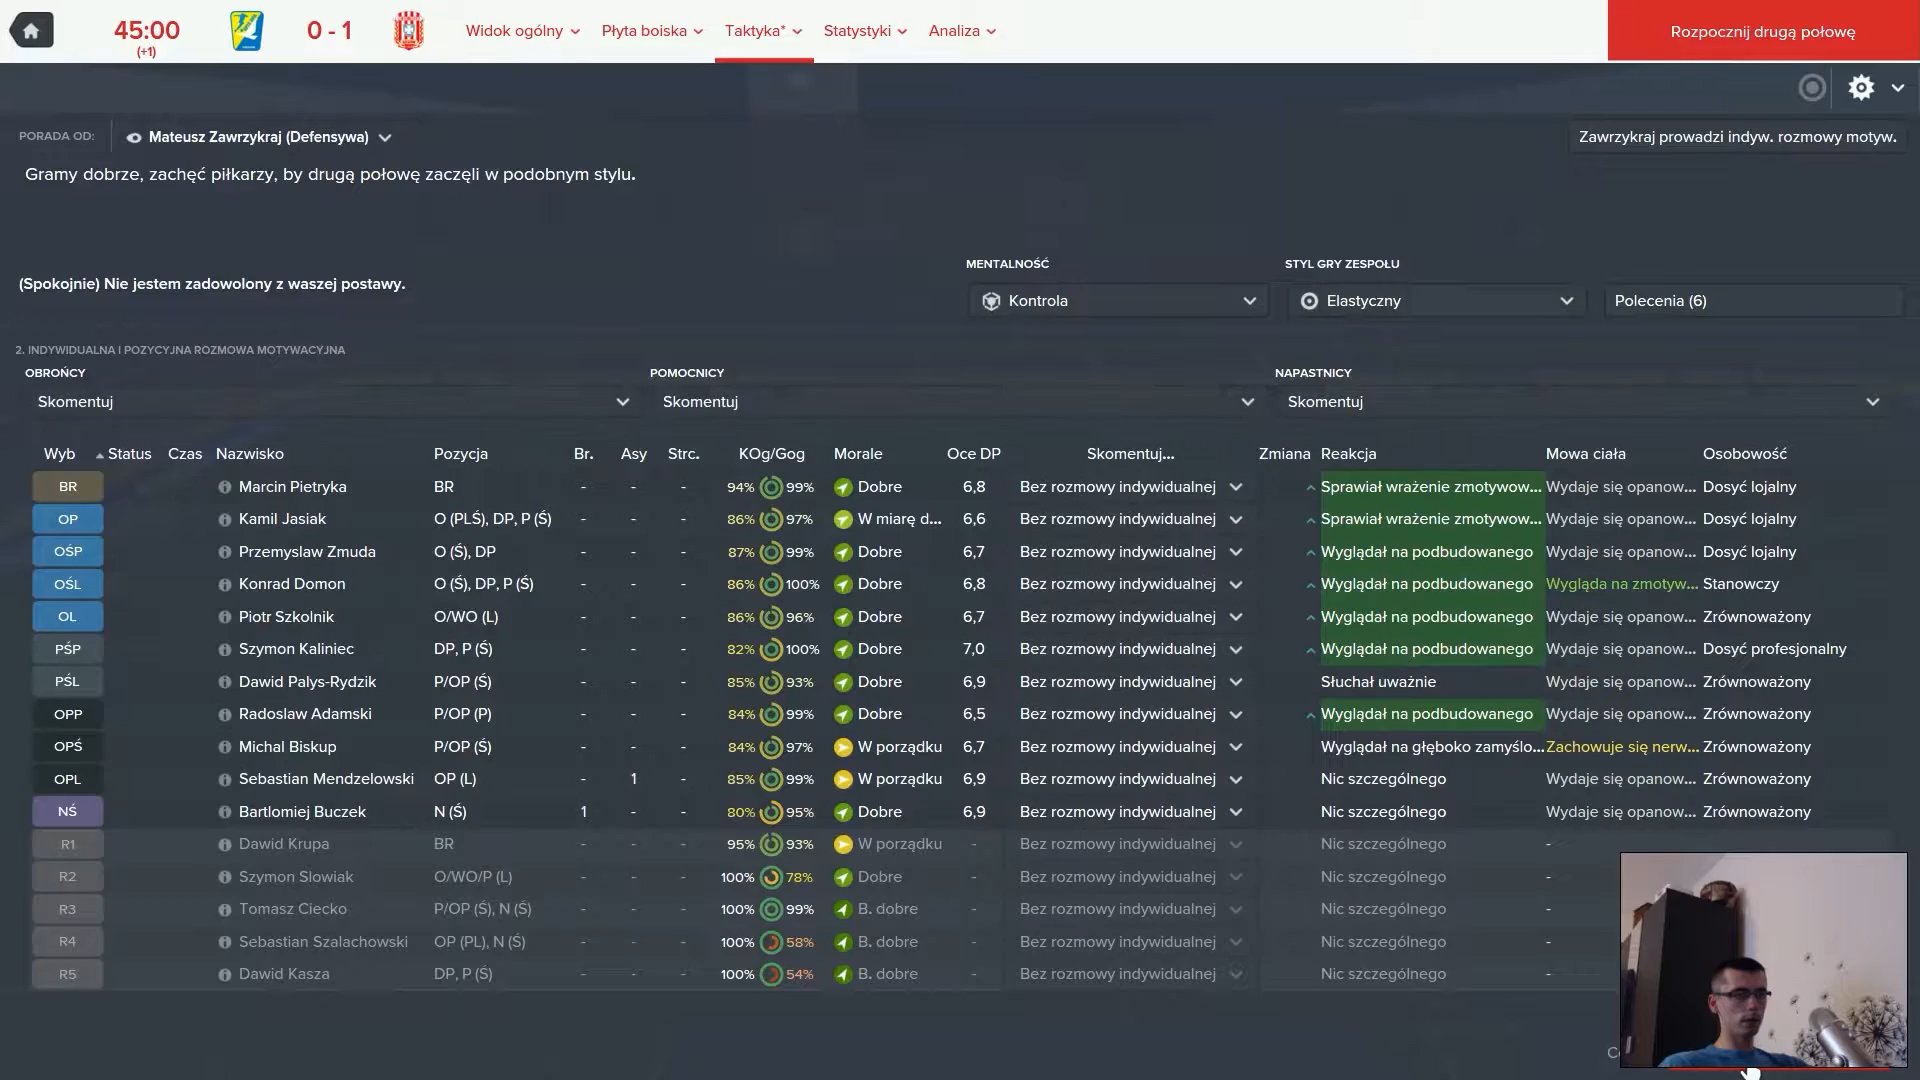 45:00
(+1)
0 - 1
Widok ogólny
Płyta boiska
Taktyka*
Statystyki
Analiza
Rozpocznij drugą połowę
PORADA OD:
Mateusz Zawrzykraj (Defensywa)
Zawrzykraj prowadzi indyw. rozmowy motyw.
Gramy dobrze, zachęć piłkarzy, by drugą połowę zaczęli w podobnym stylu.
MENTALNOŚĆ
STYL GRY ZESPOŁU
(Spokojnie) Nie jestem zadowolony z waszej postawy.
Kontrola
Elastyczny
Polecenia (6)
2. INDYWIDUALNA I POZYCYJNA ROZMOWA MOTYWACYJNA
OBROŃCY
POMOCNICY
NAPASTNICY
Skomentuj
Skomentuj
Skomentuj
Wyb Status Czas Nazwisko Pozycja Br. Asy Strc. KOg/Gog Morale Oce DP Skomentuj... Zmiana Reakcja Mowa ciała Osobowość
BR Marcin Pietryka BR - - - 94% 99% Dobre 6,8 Bez rozmowy indywidualnej Sprawiał wrażenie zmotywow... Wydaje się opanow... Dosyć lojalny
OP Kamil Jasiak O (PLŚ), DP, P (Ś) - - - 86% 97% W miarę d... 6,6 Bez rozmowy indywidualnej Sprawiał wrażenie zmotywow... Wydaje się opanow... Dosyć lojalny
OŚP Przemyslaw Zmuda O (Ś), DP - - - 87% 99% Dobre 6,7 Bez rozmowy indywidualnej Wyglądał na podbudowanego Wydaje się opanow... Dosyć lojalny
OŚL Konrad Domon O (Ś), DP, P (Ś) - - - 86% 100% Dobre 6,8 Bez rozmowy indywidualnej Wyglądał na podbudowanego Wygląda na zmotyw... Stanowczy
OL Piotr Szkolnik O/WO (L) - - - 86% 96% Dobre 6,7 Bez rozmowy indywidualnej Wyglądał na podbudowanego Wydaje się opanow... Zrównoważony
PŚP Szymon Kaliniec DP, P (Ś) - - - 82% 100% Dobre 7,0 Bez rozmowy indywidualnej Wyglądał na podbudowanego Wydaje się opanow... Dosyć profesjonalny
PŚL Dawid Palys-Rydzik P/OP (Ś) - - - 85% 93% Dobre 6,9 Bez rozmowy indywidualnej Słuchał uważnie Wydaje się opanow... Zrównoważony
OPP Radoslaw Adamski P/OP (P) - - - 84% 99% Dobre 6,5 Bez rozmowy indywidualnej Wyglądał na podbudowanego Wydaje się opanow... Zrównoważony
OPŚ Michal Biskup P/OP (Ś) - - - 84% 97% W porządku 6,7 Bez rozmowy indywidualnej Wyglądał na głęboko zamyślo... Zachowuje się nerw... Zrównoważony
OPL Sebastian Mendzelowski OP (L) - 1 - 85% 99% W porządku 6,9 Bez rozmowy indywidualnej Nic szczególnego Wydaje się opanow... Zrównoważony
NŚ Bartlomiej Buczek N (Ś) 1 - - 80% 95% Dobre 6,9 Bez rozmowy indywidualnej Nic szczególnego Wydaje się opanow... Zrównoważony
R1 Dawid Krupa BR - - - 95% 93% W porządku - Bez rozmowy indywidualnej Nic szczególnego -
R2 Szymon Slowiak O/WO/P (L) - - - 100% 78% Dobre - Bez rozmowy indywidualnej Nic szczególnego -
R3 Tomasz Ciecko P/OP (Ś), N (Ś) - - - 100% 99% B. dobre - Bez rozmowy indywidualnej Nic szczególnego -
R4 Sebastian Szalachowski OP (PL), N (Ś) - - - 100% 58% B. dobre - Bez rozmowy indywidualnej Nic szczególnego -
R5 Dawid Kasza DP, P (Ś) - - - 100% 54% B. dobre - Bez rozmowy indywidualnej Nic szczególnego -